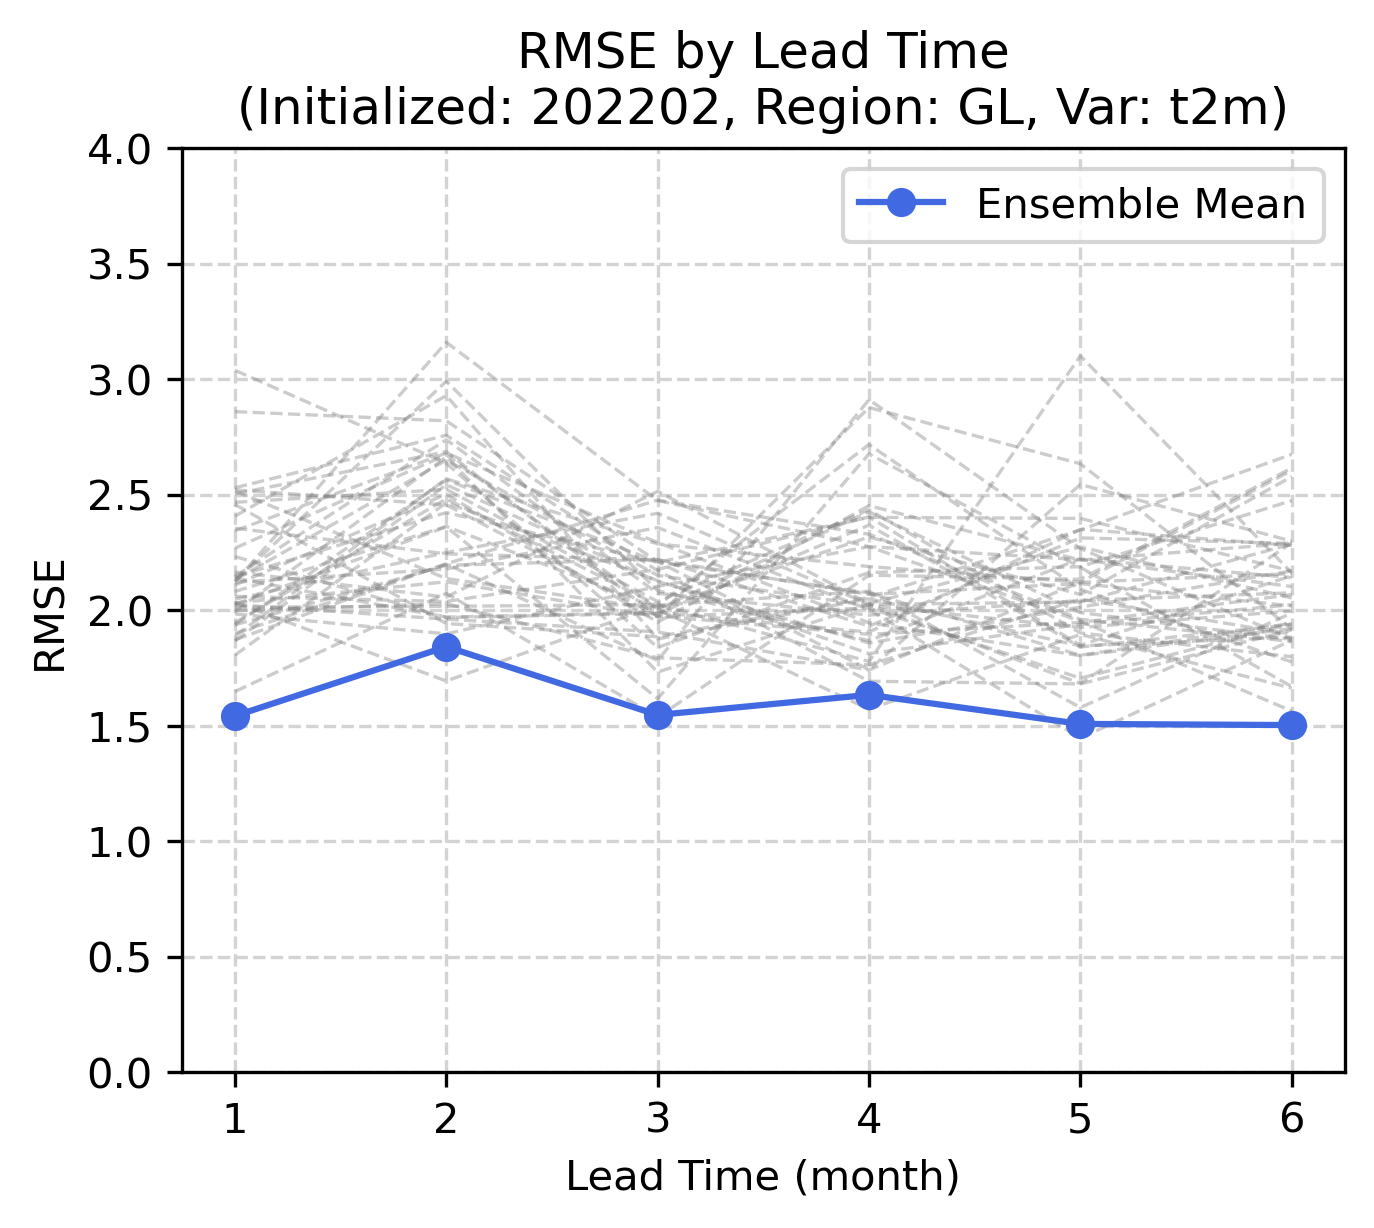 RMSE by Lead Time
(Initialized: 202202, Region: GL, Var: t2m)
4.0
3.5
3.0
2.5
2.0
1.5
1.0
0.5
0.0
RMSE
Ensemble Mean
1 2 3 4 5 6
Lead Time (month)